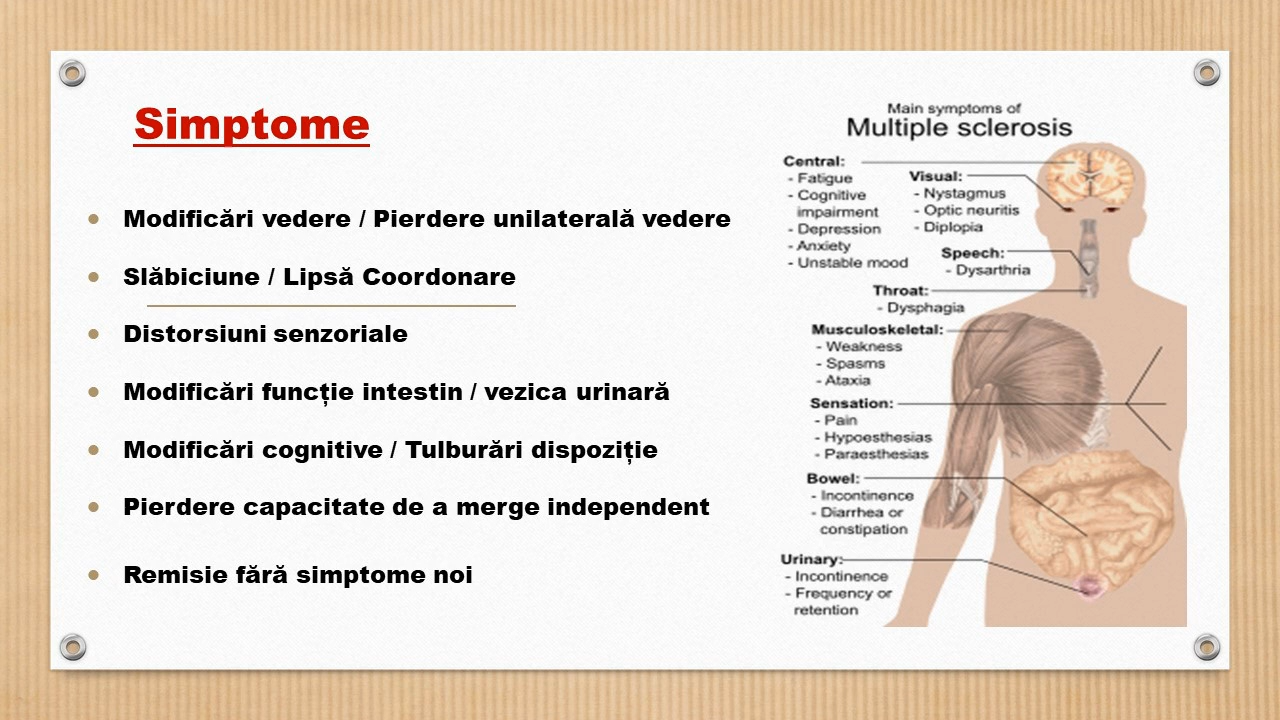 Simptome
Modificări vedere / Pierdere unilaterală vedere
Slăbiciune / Lipsă Coordonare
Distorsiuni senzoriale
Modificări funcție intestin / vezica urinară
Modificări cognitive / Tulburări dispoziție
Pierdere capacitate de a merge independent
Remisie fără simptome noi
Main symptoms of
Multiple sclerosis
Central:
- Fatigue
- Cognitive
impairment
- Depression
- Anxiety
- Unstable mood
Visual:
- Nystagmus
- Optic neuritis
- Diplopia
Speech:
- Dysarthria
Throat:
- Dysphagia
Musculoskeletal:
- Weakness
- Spasms
- Ataxia
Sensation:
- Pain
- Hypoesthesias
- Paraesthesias
Bowel:
- Incontinence
- Diarrhea or
constipation
Urinary:
- Incontinence
- Frequency or
retention